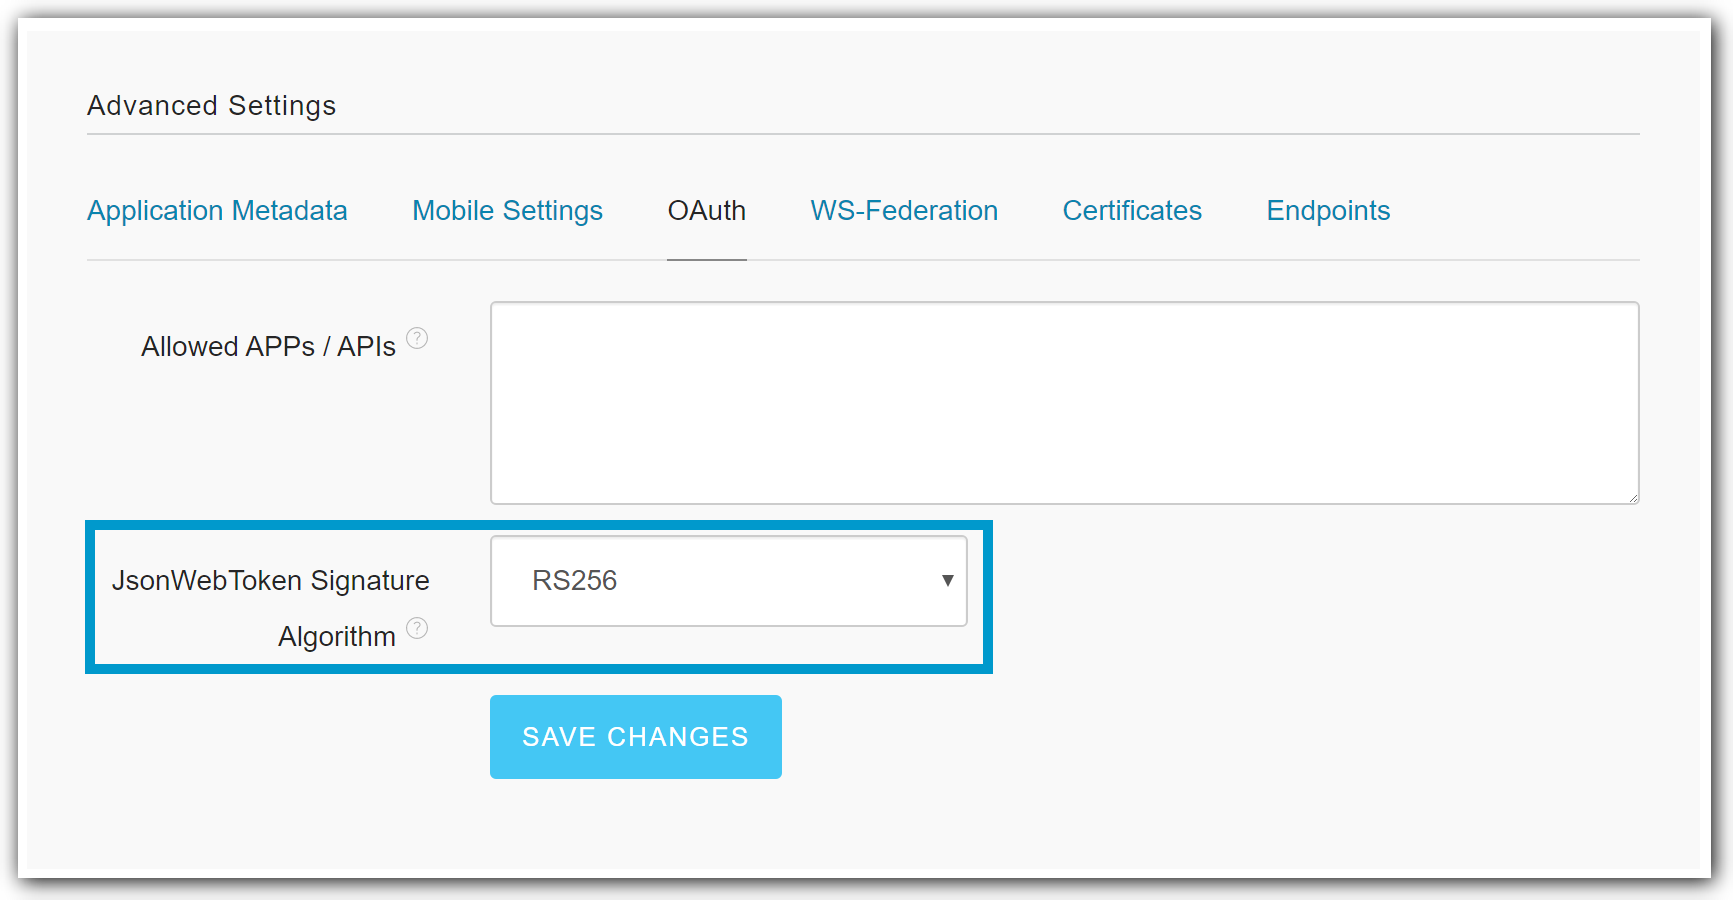 Advanced Settings
Application Metadata Mobile Settings OAuth WS-Federation Certificates Endpoints
Allowed APPs / APIs ?
JsonWebToken Signature
Algorithm ?
RS256
SAVE CHANGES